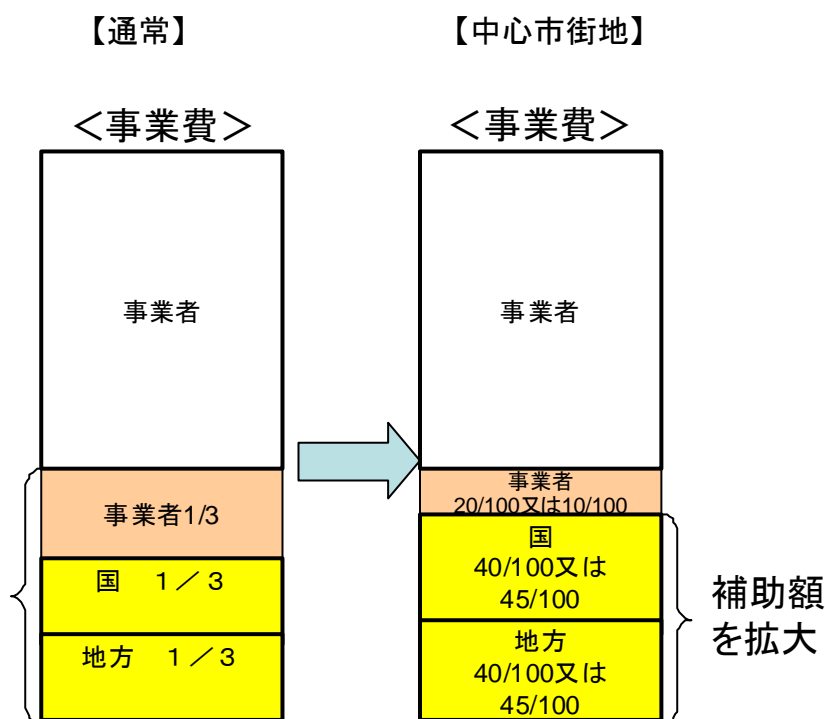 【通常】
【中心市街地】
＜事業費＞
＜事業費＞
事業者
事業者
事業者1/3
国　１／３
地方　１／３
事業者
20/100又は10/100
国
40/100又は
45/100
地方
40/100又は
45/100
補助額
を拡大